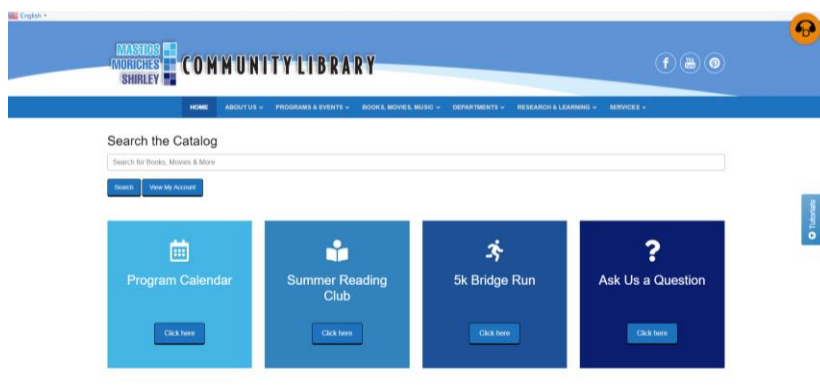 English
MASTICS
MORICHES
SHIRLEY
COMMUNITY LIBRARY
HOME ABOUT US PROGRAMS & EVENTS BOOKS, MOVIES, MUSIC DEPARTMENTS RESEARCH & LEARNING SERVICES
Search the Catalog
Search for Books, Movies & More
Search View My Account
Program Calendar
Click here
Summer Reading
Club
Click here
5k Bridge Run
Click here
Ask Us a Question
Click here
Tutorials